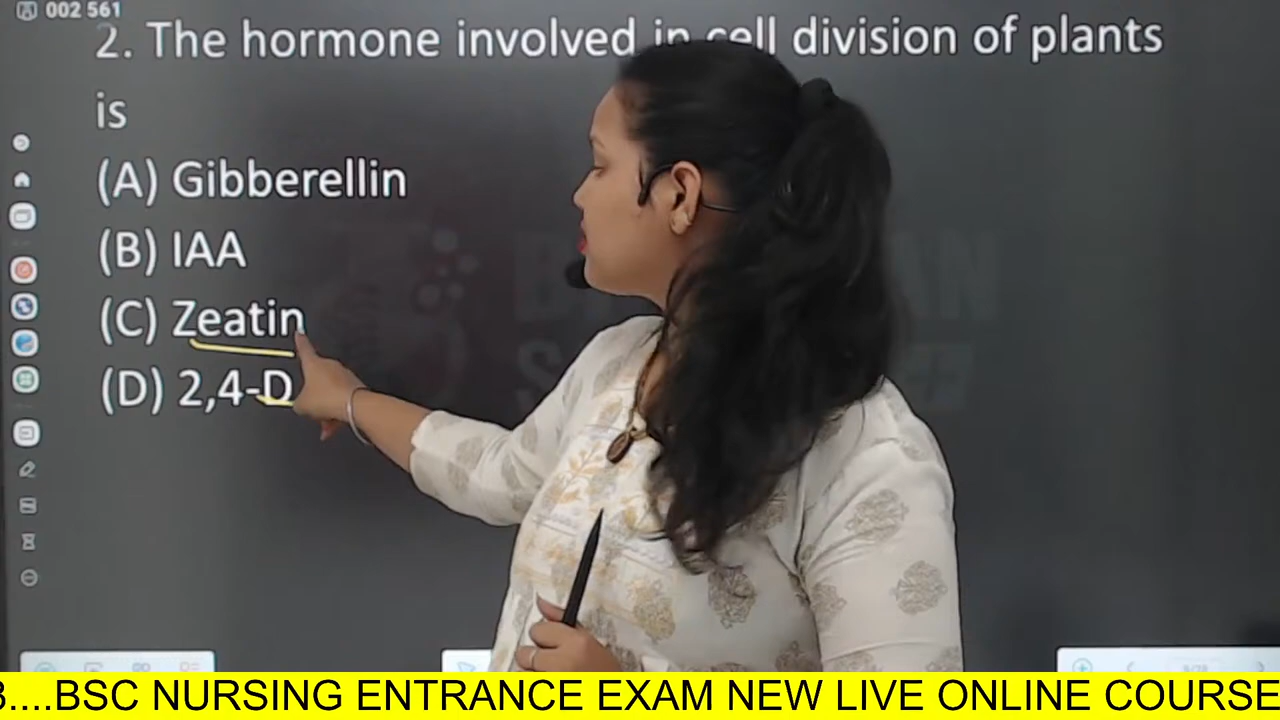 002 561
2. The hormone involved in cell division of plants
is
(A) Gibberellin
(B) IAA
(C) Zeatin
(D) 2,4-D
....BSC NURSING ENTRANCE EXAM NEW LIVE ONLINE COURSE